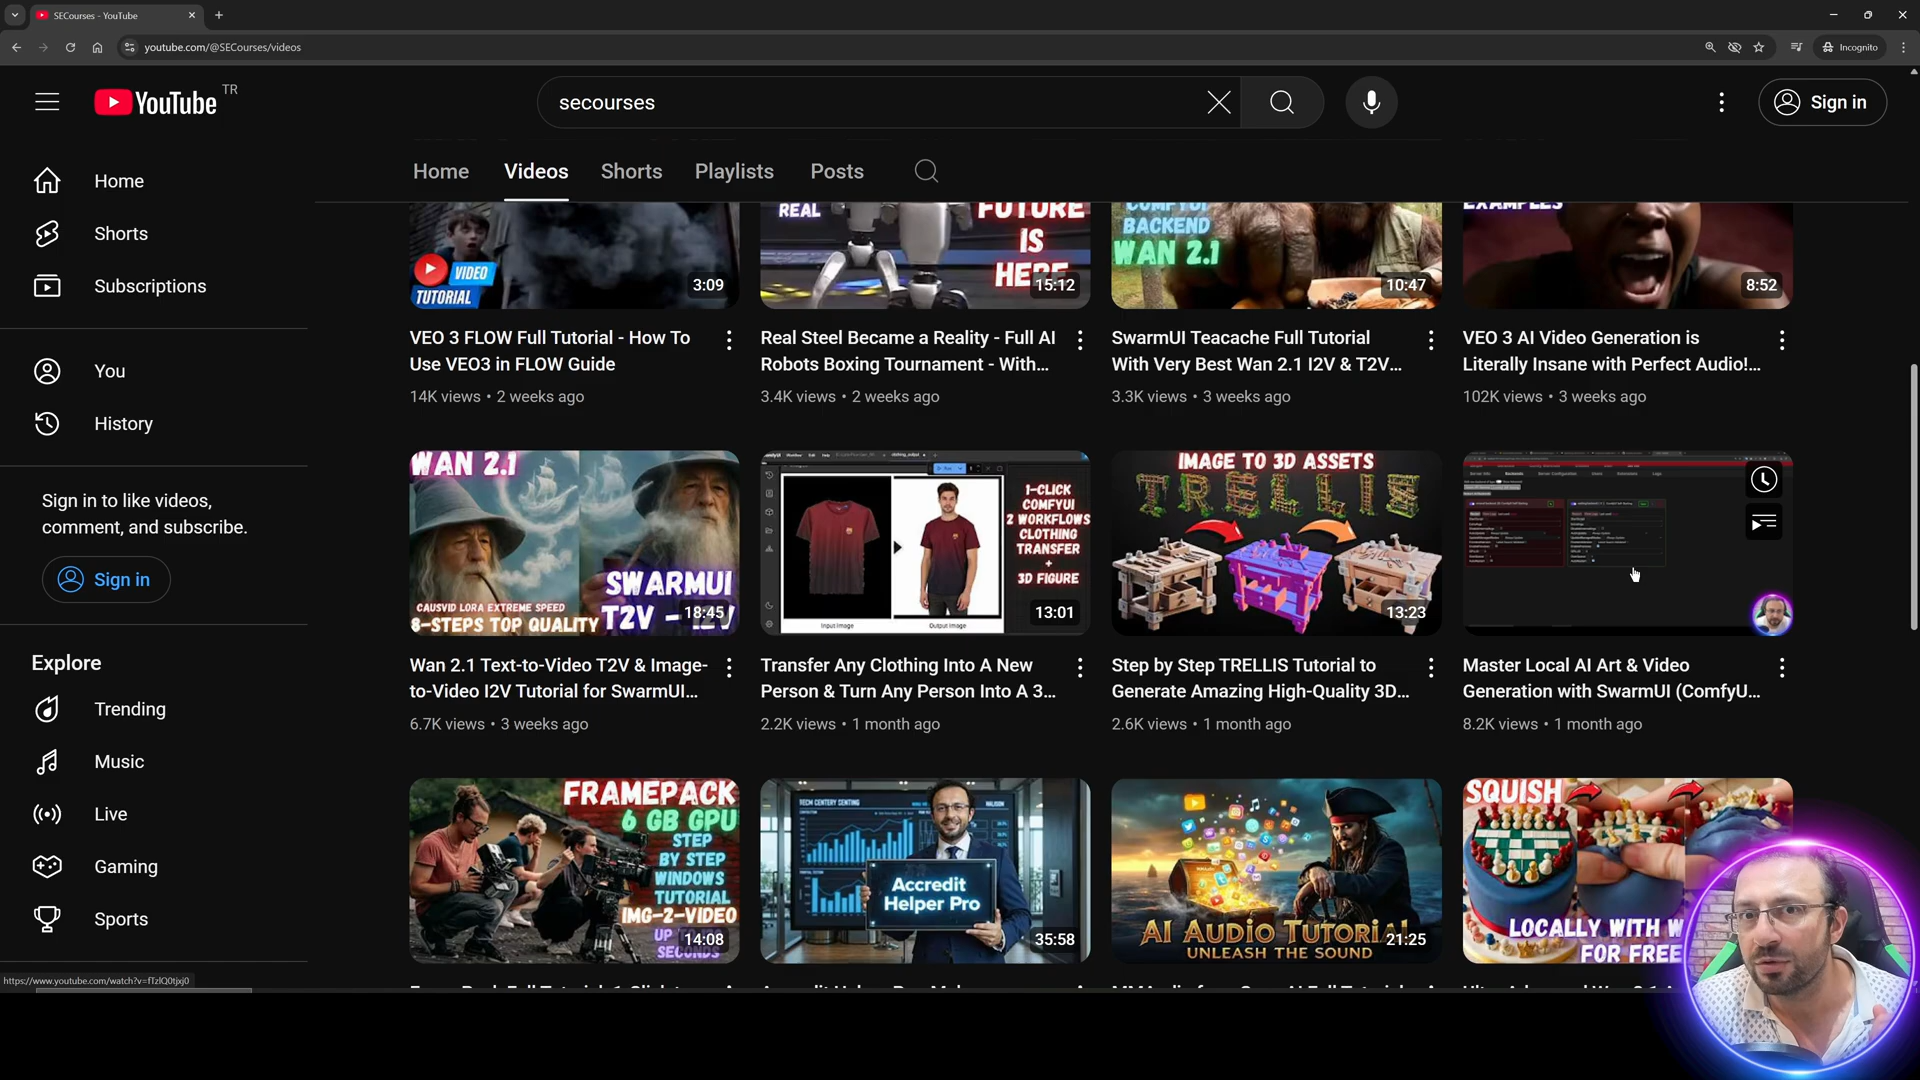 SECourses - YouTube
youtube.com/@SECourses/videos
Incognito
YouTube TR
secourses
Sign in
Home
Videos
Shorts
Playlists
Posts
Home
Shorts
Subscriptions
You
History
Sign in to like videos,
comment, and subscribe.
Sign in
Explore
Trending
Music
Live
Gaming
Sports
VIDEO
TUTORIAL
3:09
VEO 3 FLOW Full Tutorial - How To
Use VEO3 in FLOW Guide
14K views • 2 weeks ago
REAL
FUTURE
IS
HERE
15:12
Real Steel Became a Reality - Full AI
Robots Boxing Tournament - With...
3.4K views • 2 weeks ago
COMFYUI
BACKEND
WAN 2.1
10:47
SwarmUI Teacache Full Tutorial
With Very Best Wan 2.1 I2V & T2V...
3.3K views • 3 weeks ago
EXAMPLES
8:52
VEO 3 AI Video Generation is
Literally Insane with Perfect Audio!...
102K views • 3 weeks ago
WAN 2.1
SWARMUI
CAUSVID LORA EXTREME SPEED
8-STEPS TOP QUALITY
T2V - I2V
18:45
Wan 2.1 Text-to-Video T2V & Image-
to-Video I2V Tutorial for SwarmUI...
6.7K views • 3 weeks ago
1-CLICK
COMFYUI
2 WORKFLOWS
CLOTHING
TRANSFER
+
3D FIGURE
13:01
Input Image
Output Image
Transfer Any Clothing Into A New
Person & Turn Any Person Into A 3...
2.2K views • 1 month ago
IMAGE TO 3D ASSETS
TRELLIS
13:23
Step by Step TRELLIS Tutorial to
Generate Amazing High-Quality 3D...
2.6K views • 1 month ago
Master Local AI Art & Video
Generation with SwarmUI (ComfyU...
8.2K views • 1 month ago
FRAMEPACK
6 GB GPU
STEP
BY STEP
WINDOWS
TUTORIAL
IMG-2-VIDEO
SECONDS
14:08
Accredit
Helper Pro
35:58
AI AUDIO TUTORIAL
UNLEASH THE SOUND
21:25
SQUISH
LOCALLY WITH
FOR FREE